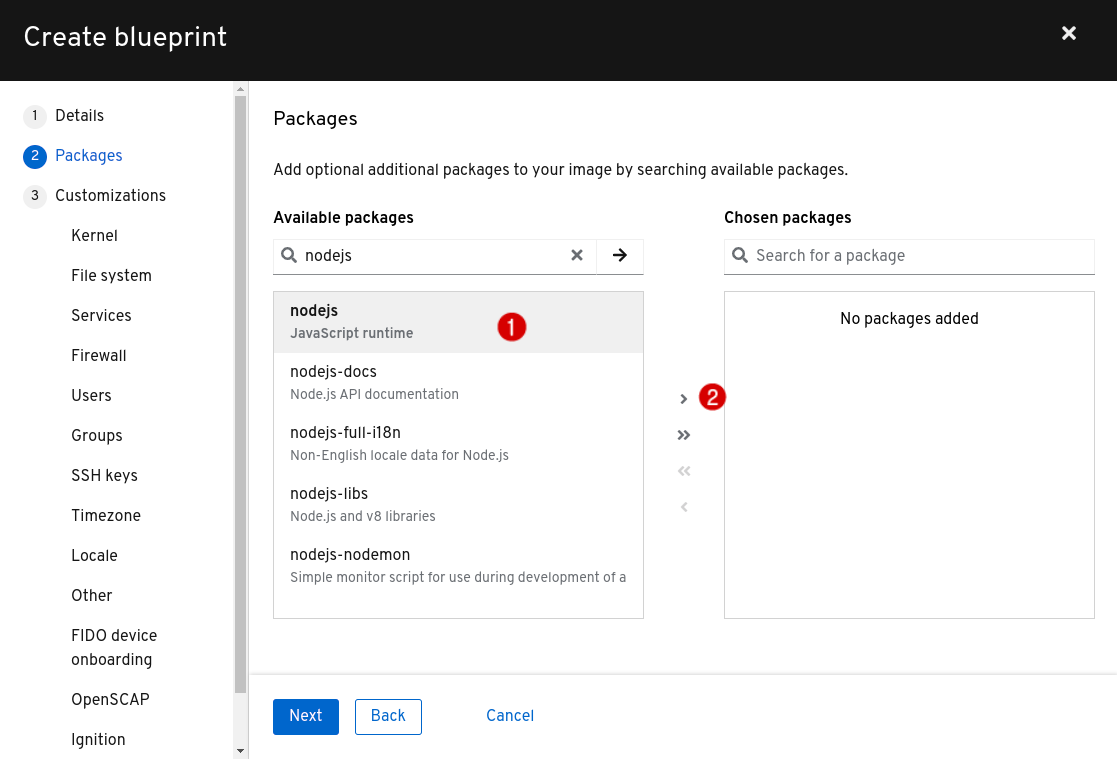 Create blueprint
1 Details
2 Packages
3 Customizations
Kernel
File system
Services
Firewall
Users
Groups
SSH keys
Timezone
Locale
Other
FIDO device
onboarding
OpenSCAP
Ignition
Packages
Add optional additional packages to your image by searching available packages.
Available packages
nodejs
nodejs
JavaScript runtime
1
nodejs-docs
Node.js API documentation
nodejs-full-i18n
Non-English locale data for Node.js
nodejs-libs
Node.js and v8 libraries
nodejs-nodemon
Simple monitor script for use during development of a
2
Chosen packages
Search for a package
No packages added
Next
Back
Cancel